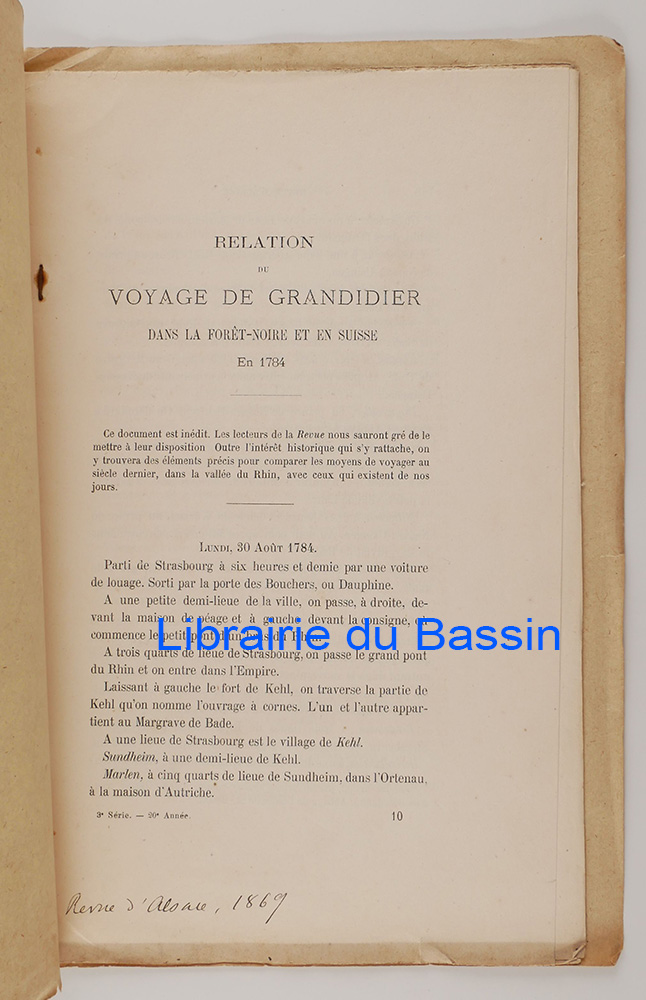 RELATION
DU
VOYAGE DE GRANDIDIER
DANS LA FORÊT-NOIRE ET EN SUISSE
En 1784
Ce document est inédit. Les lecteurs de la Revue nous sauront gré de le
mettre à leur disposition Outre l'intérêt historique qui s'y rattache, on
y trouvera des éléments précis pour comparer les moyens de voyager au
siècle dernier, dans la vallée du Rhin, avec ceux qui existent de nos
jours.
LUNDI, 30 AOÛT 1784.
Parti de Strasbourg à six heures et demie par une voiture
de louage. Sorti par la porte des Bouchers, ou Dauphine.
A une petite demi-lieue de la ville, on passe, à droite, de-
vant la maison de péage et à gauche devant la consigne, où
commence le petit pont d'un bras du Rhin.
Librairie du Bassin
A trois quarts de lieue de Strasbourg, on passe le grand pont
du Rhin et on entre dans l'Empire.
Laissant à gauche le fort de Kehl, on traverse la partie de
Kehl qu'on nomme l'ouvrage à cornes. L'un et l'autre appar-
tient au Margrave de Bade.
A une lieue de Strasbourg est le village de Kehl.
Sundheim, à une demi-lieue de Kehl.
Marlen, à cinq quarts de lieue de Sundheim, dans l'Ortenau,
à la maison d'Autriche.
3e Série. — 20e Année. 10
Revue d'Alsace, 1869